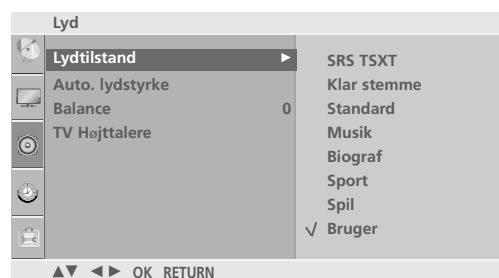 Lyd
Lydtilstand ►
Auto. lydstyrke
Balance 0
TV Højttalere
SRS TSXT
Klar stemme
Standard
Musik
Biograf
Sport
Spil
√ Bruger
▲▼ ◄► OK RETURN